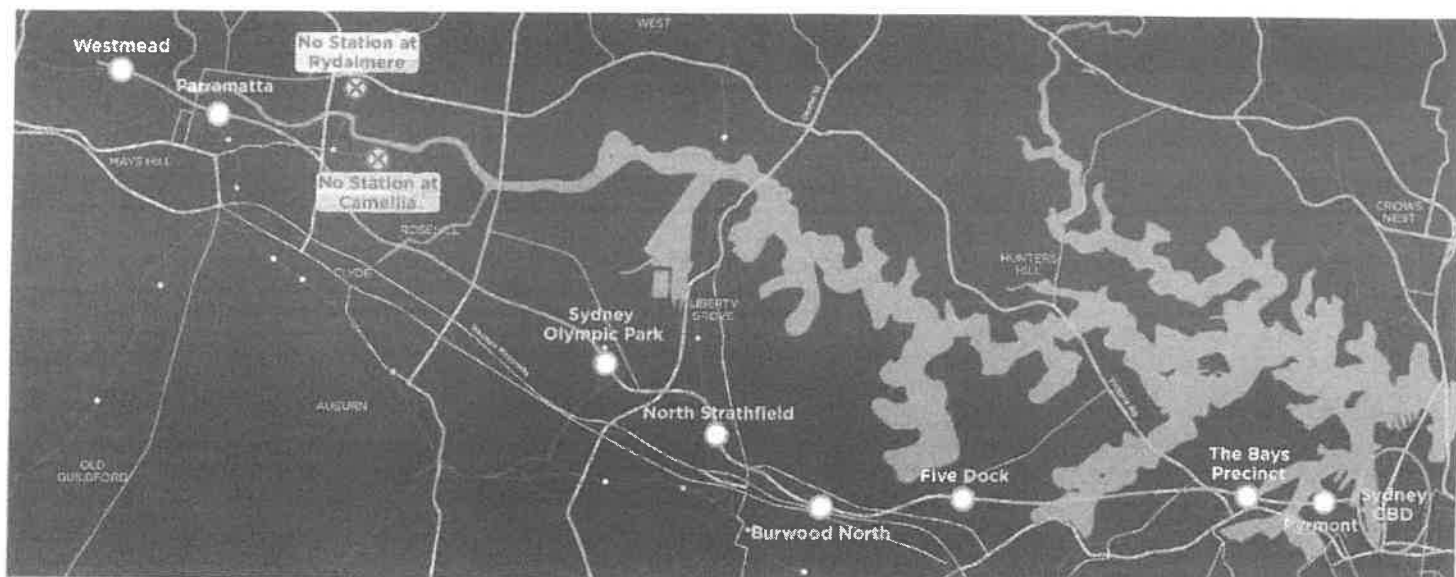 WEST
No Station at
Rydalmere
Westmead
Parramatta
MAYS HILL
No Station at
Camellia
ROSEHILL
CROWS
NEST
HUNTERS
HILL
CLYDE
LIBERTY
GROVE
Sydney
Olympic Park
Victoria Rd
AUBURN
North Strathfield
OLD
GUILDFORD
Five Dock
The Bays
Precinct
Sydney
CBD
Pyrmont
Burwood North